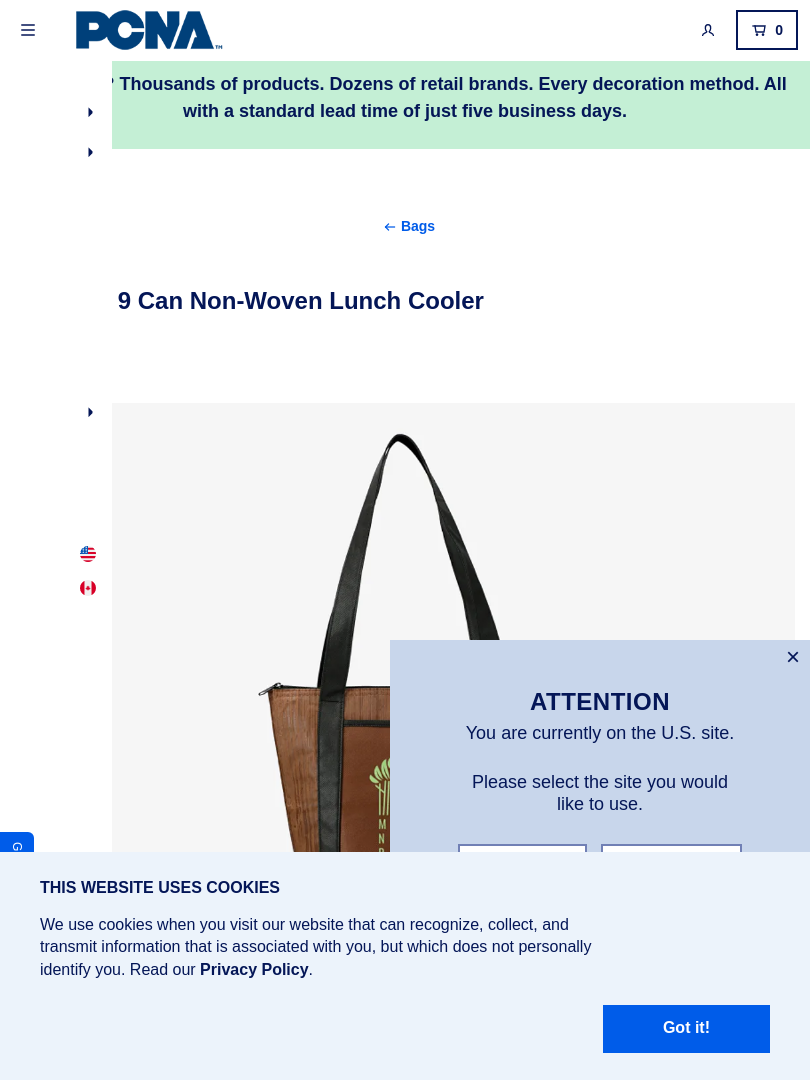 PCNA™
0
? Thousands of products. Dozens of retail brands. Every decoration method. All
with a standard lead time of just five business days.
← Bags
9 Can Non-Woven Lunch Cooler
M
N
ATTENTION
You are currently on the U.S. site.
Please select the site you would
like to use.
G
THIS WEBSITE USES COOKIES
We use cookies when you visit our website that can recognize, collect, and
transmit information that is associated with you, but which does not personally
identify you. Read our Privacy Policy.
Got it!